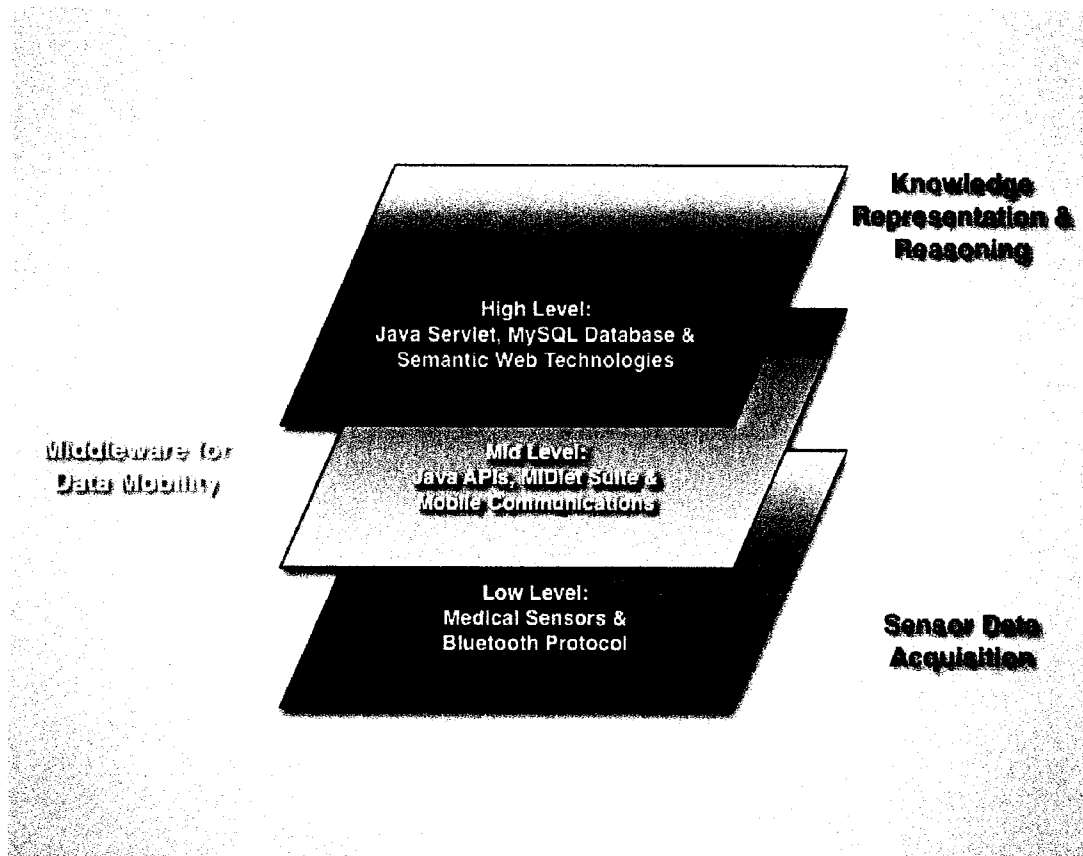 Knowledge
Representation &
Reasoning
High Level:
Java Servlet, MySQL Database &
Semantic Web Technologies
Middleware for
Data Mobility
Mid Level:
Java APIs, MIDlet Suite &
Mobile Communications
Low Level:
Medical Sensors &
Bluetooth Protocol
Sensor Data
Acquisition